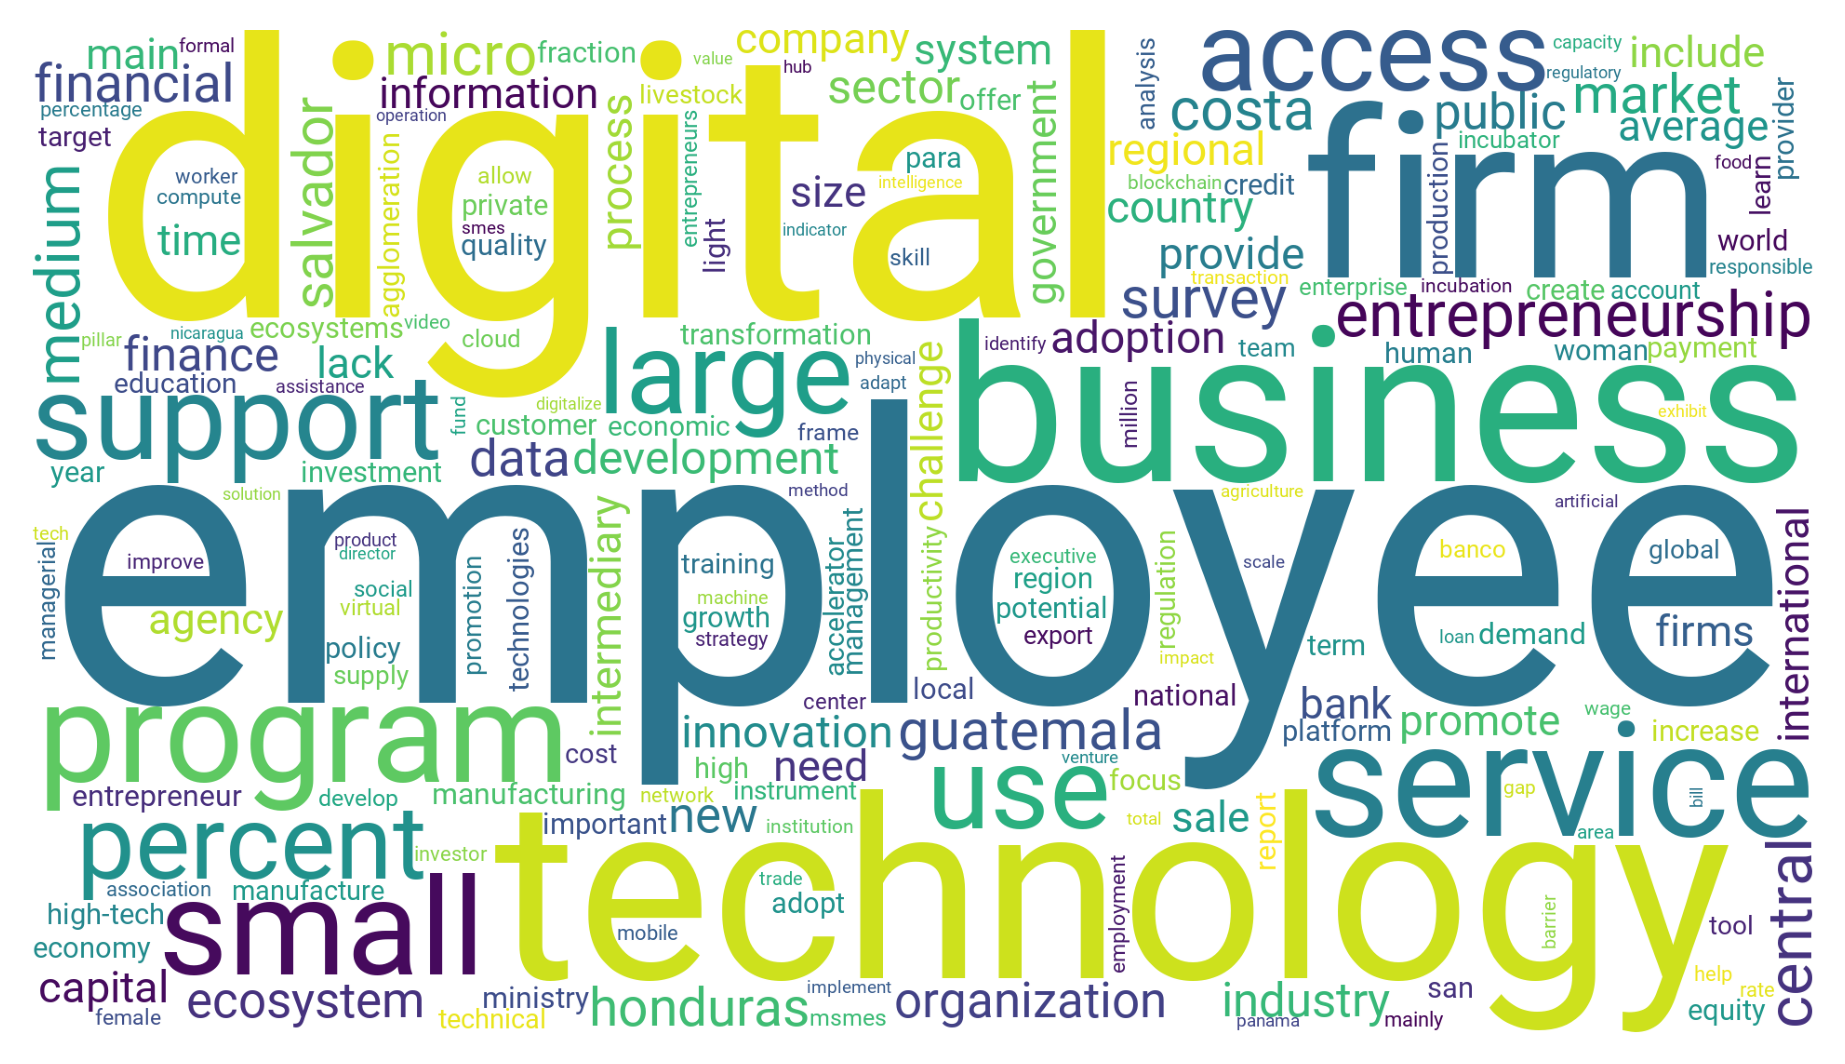 digital
employee
technology
firm
business
service
small
program
support
access
large
use
percent
entrepreneurship
central
financial
main
formal
micro
fraction
value
company
hub
system
sector
offer
information
operation
livestock
percentage
target
medium
salvador
agglomeration
process
entrepreneurs
light
size
government
para
intelligence
indicator
skill
worker
compute
time
allow
private
smes
quality
analysis
capacity
regulatory
include
costa
public
market
average
provider
incubator
regional
blockchain
credit
production
food
learn
country
world
responsible
provide
transaction
survey
enterprise
incubation
create
account
pillar
nicaragua
ecosystems
video
cloud
finance
lack
education
assistance
transformation
physical
adapt
identify
adoption
team
human
woman
payment
fund
digitalize
customer
economic
frame
challenge
million
exhibit
year
investment
data
development
solution
method
agriculture
artificial
tech
managerial
improve
product
director
social
virtual
agency
policy
supply
promotion
technologies
intermediary
training
machine
growth
strategy
accelerator
management
productivity
executive
region
potential
export
regulation
impact
scale
banco
global
loan
demand
firms
term
international
local
national
center
innovation
guatemala
bank
platform
promote
wage
increase
cost
high
need
venture
focus
entrepreneur
develop
manufacturing
network
instrument
gap
bill
important
new
institution
total
sale
report
area
investor
association
manufacture
high-tech
economy
trade
adopt
employment
mobile
barrier
tool
capital
ecosystem
ministry
honduras
implement
msmes
organization
industry
san
help
rate
equity
female
technical
panama
mainly